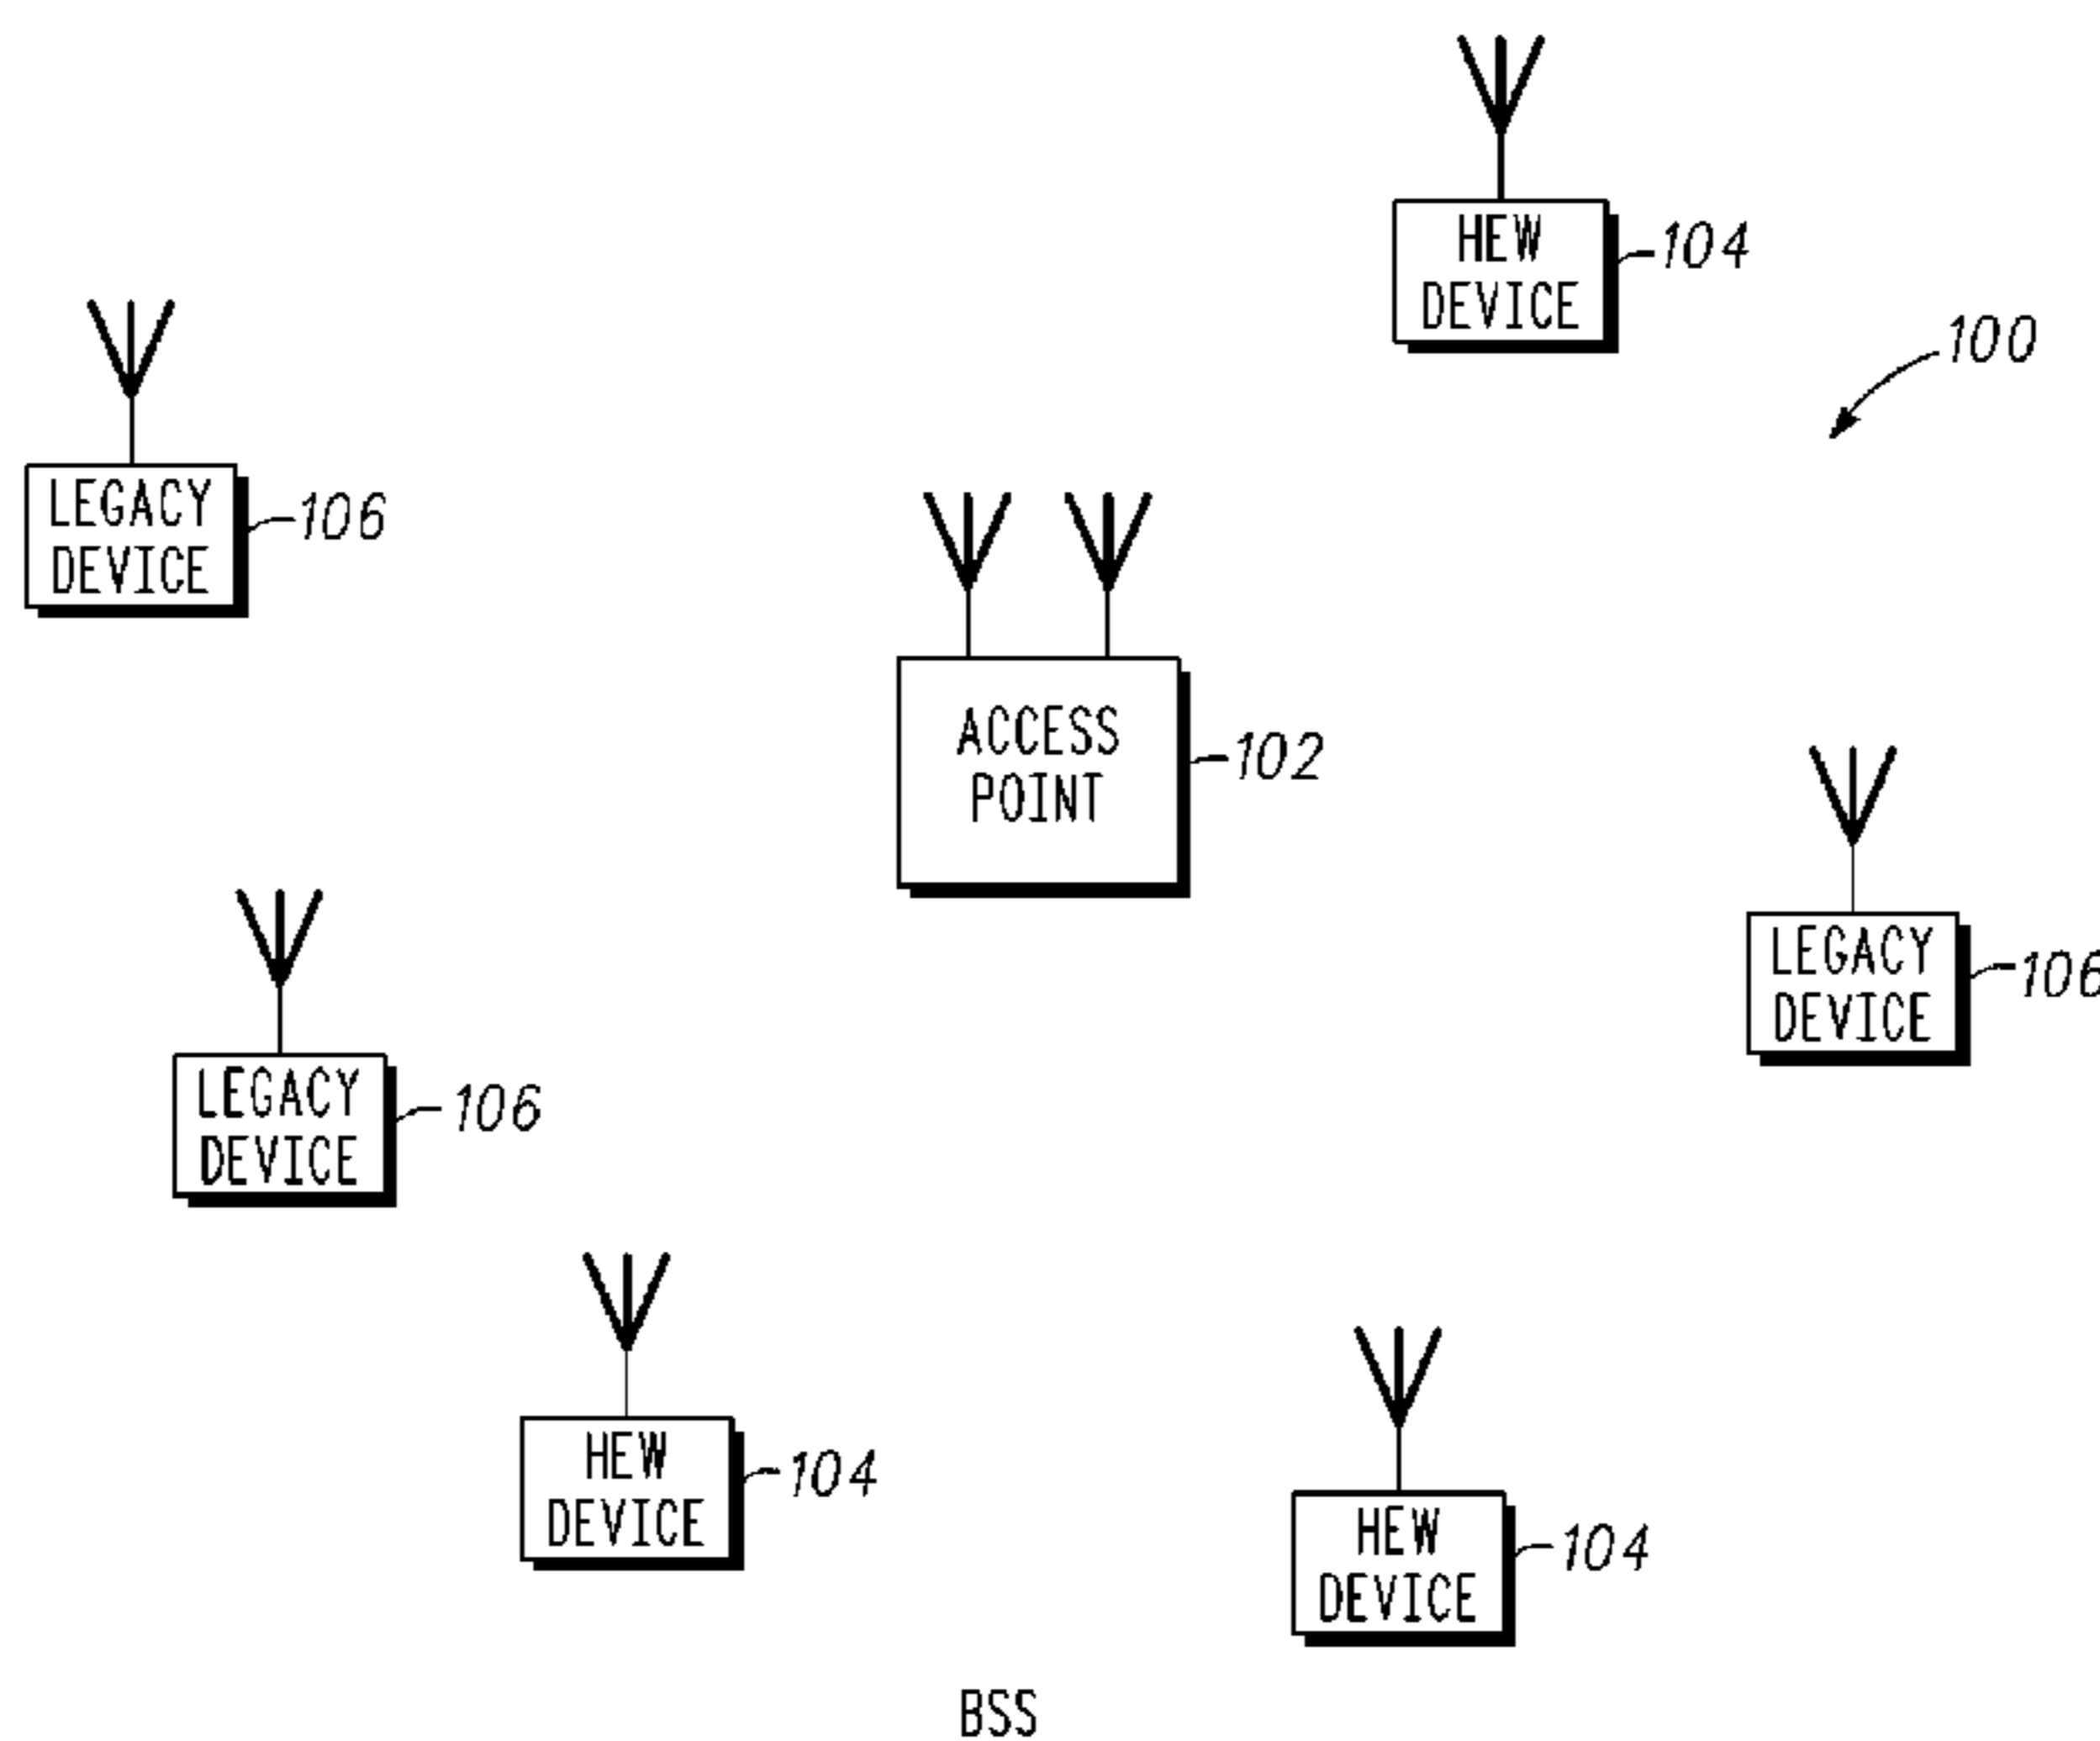 HEW
DEVICE
104
100
LEGACY
DEVICE
106
ACCESS
POINT
102
LEGACY
DEVICE
106
LEGACY
DEVICE
106
HEW
DEVICE
104
HEW
DEVICE
104
BSS